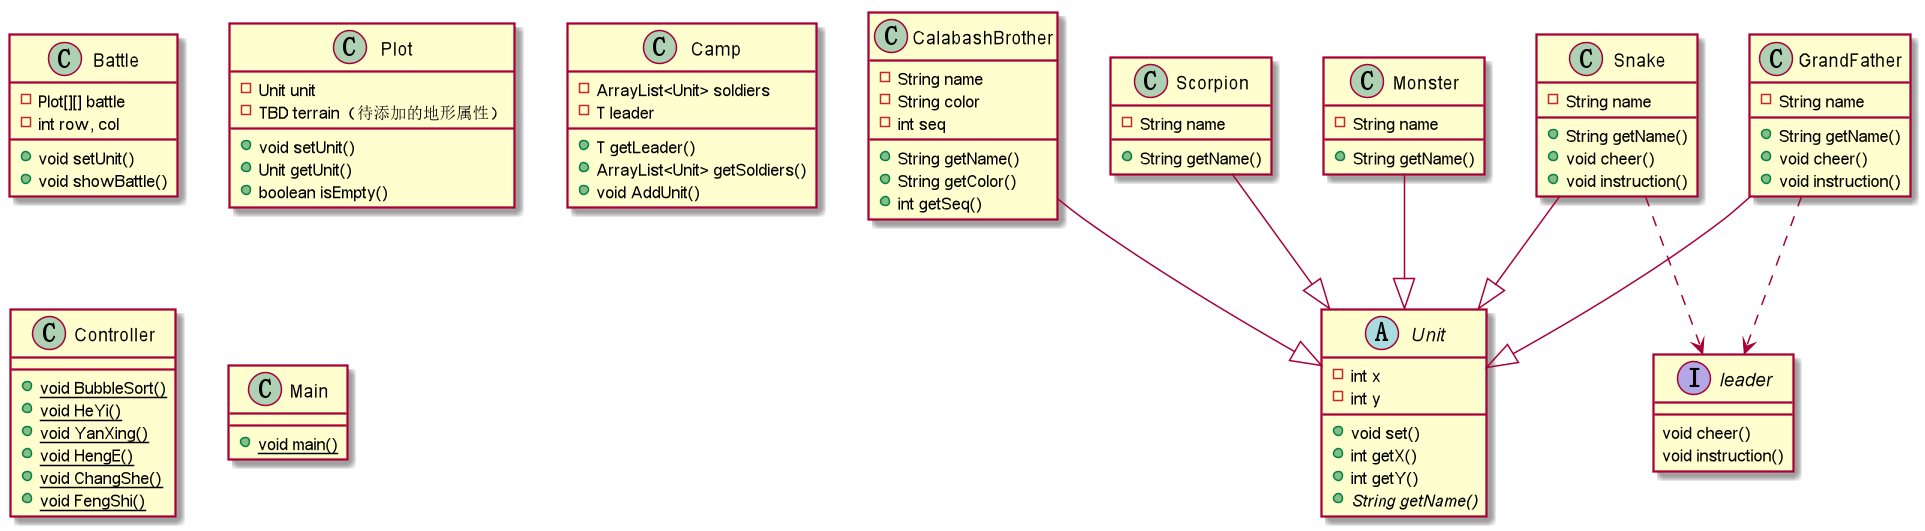 C Battle
Plot[][] battle
int row, col
void setUnit()
void showBattle()
C Plot
Unit unit
TBD terrain（待添加的地形属性）
void setUnit()
Unit getUnit()
boolean isEmpty()
C Camp
ArrayList<Unit> soldiers
T leader
T getLeader()
ArrayList<Unit> getSoldiers()
void AddUnit()
C CalabashBrother
String name
String color
int seq
String getName()
String getColor()
int getSeq()
C Scorpion
String name
String getName()
C Monster
String name
String getName()
C Snake
String name
String getName()
void cheer()
void instruction()
C GrandFather
String name
String getName()
void cheer()
void instruction()
C Controller
void BubbleSort()
void HeYi()
void YanXing()
void HengE()
void ChangShe()
void FengShi()
C Main
void main()
A Unit
int x
int y
void set()
int getX()
int getY()
String getName()
I leader
void cheer()
void instruction()